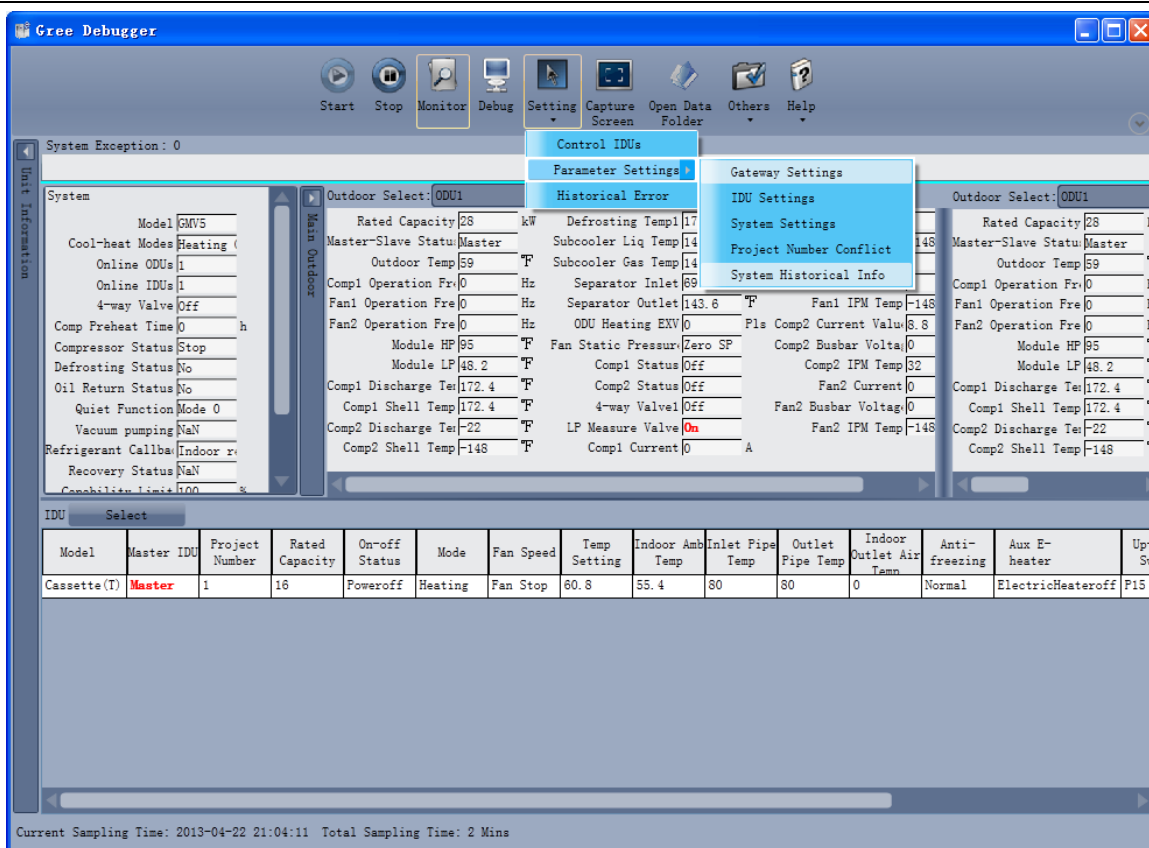 Gree Debugger
Start Stop Monitor Debug Setting Capture Screen Open Data Folder Others Help
Control IDUs
Parameter Settings
Historical Error
Gateway Settings
IDU Settings
System Settings
Project Number Conflict
System Historical Info
System Exception: 0
Unit Information
System
Model GMV5
Cool-heat Modes Heating (
Online ODUs 1
Online IDUs 1
4-way Valve Off
Comp Preheat Time 0 h
Compressor Status Stop
Defrosting Status No
Oil Return Status No
Quiet Function Mode 0
Vacuum pumping NaN
Refrigerant Callba Indoor r
Recovery Status NaN
Capability Limit 100 %
Main Outdoor
Outdoor Select: ODU1
Rated Capacity 28 kW
Master-Slave Statu Master
Outdoor Temp 59 °F
Comp1 Operation Fr 0 Hz
Fan1 Operation Fre 0 Hz
Fan2 Operation Fre 0 Hz
Module HP 95 °F
Module LP 48.2 °F
Comp1 Discharge Te 172.4 °F
Comp1 Shell Temp 172.4 °F
Comp2 Discharge Te -22 °F
Comp2 Shell Temp -148 °F
Defrosting Temp1 17
Subcooler Liq Temp 14
Subcooler Gas Temp 14
Separator Inlet 69
Separator Outlet 143.6 °F
ODU Heating EXV 0 Pls
Fan Static Pressur Zero SP
Comp1 Status Off
Comp2 Status Off
4-way Valve1 Off
LP Measure Valve On
Comp1 Current 0 A
148
Fan1 IPM Temp -148
Comp2 Current Valu 8.8
Comp2 Busbar Volta 0
Comp2 IPM Temp 32
Fan2 Current 0
Fan2 Busbar Voltag 0
Fan2 IPM Temp -148
Outdoor Select: ODU1
Rated Capacity 28
Master-Slave Statu Master
Outdoor Temp 59
Comp1 Operation Fr 0
Fan1 Operation Fre 0
Fan2 Operation Fre 0
Module HP 95
Module LP 48.2
Comp1 Discharge Te 172.4
Comp1 Shell Temp 172.4
Comp2 Discharge Te -22
Comp2 Shell Temp -148
IDU Select
Model Master IDU Project Number Rated Capacity On-off Status Mode Fan Speed Temp Setting Indoor Amb Temp Inlet Pipe Temp Outlet Pipe Temp Indoor Outlet Air Temp Anti-freezing Aux E-heater Up
Cassette(T) Master 1 16 Poweroff Heating Fan Stop 60.8 55.4 80 80 0 Normal ElectricHeateroff P15
Current Sampling Time: 2013-04-22 21:04:11 Total Sampling Time: 2 Mins